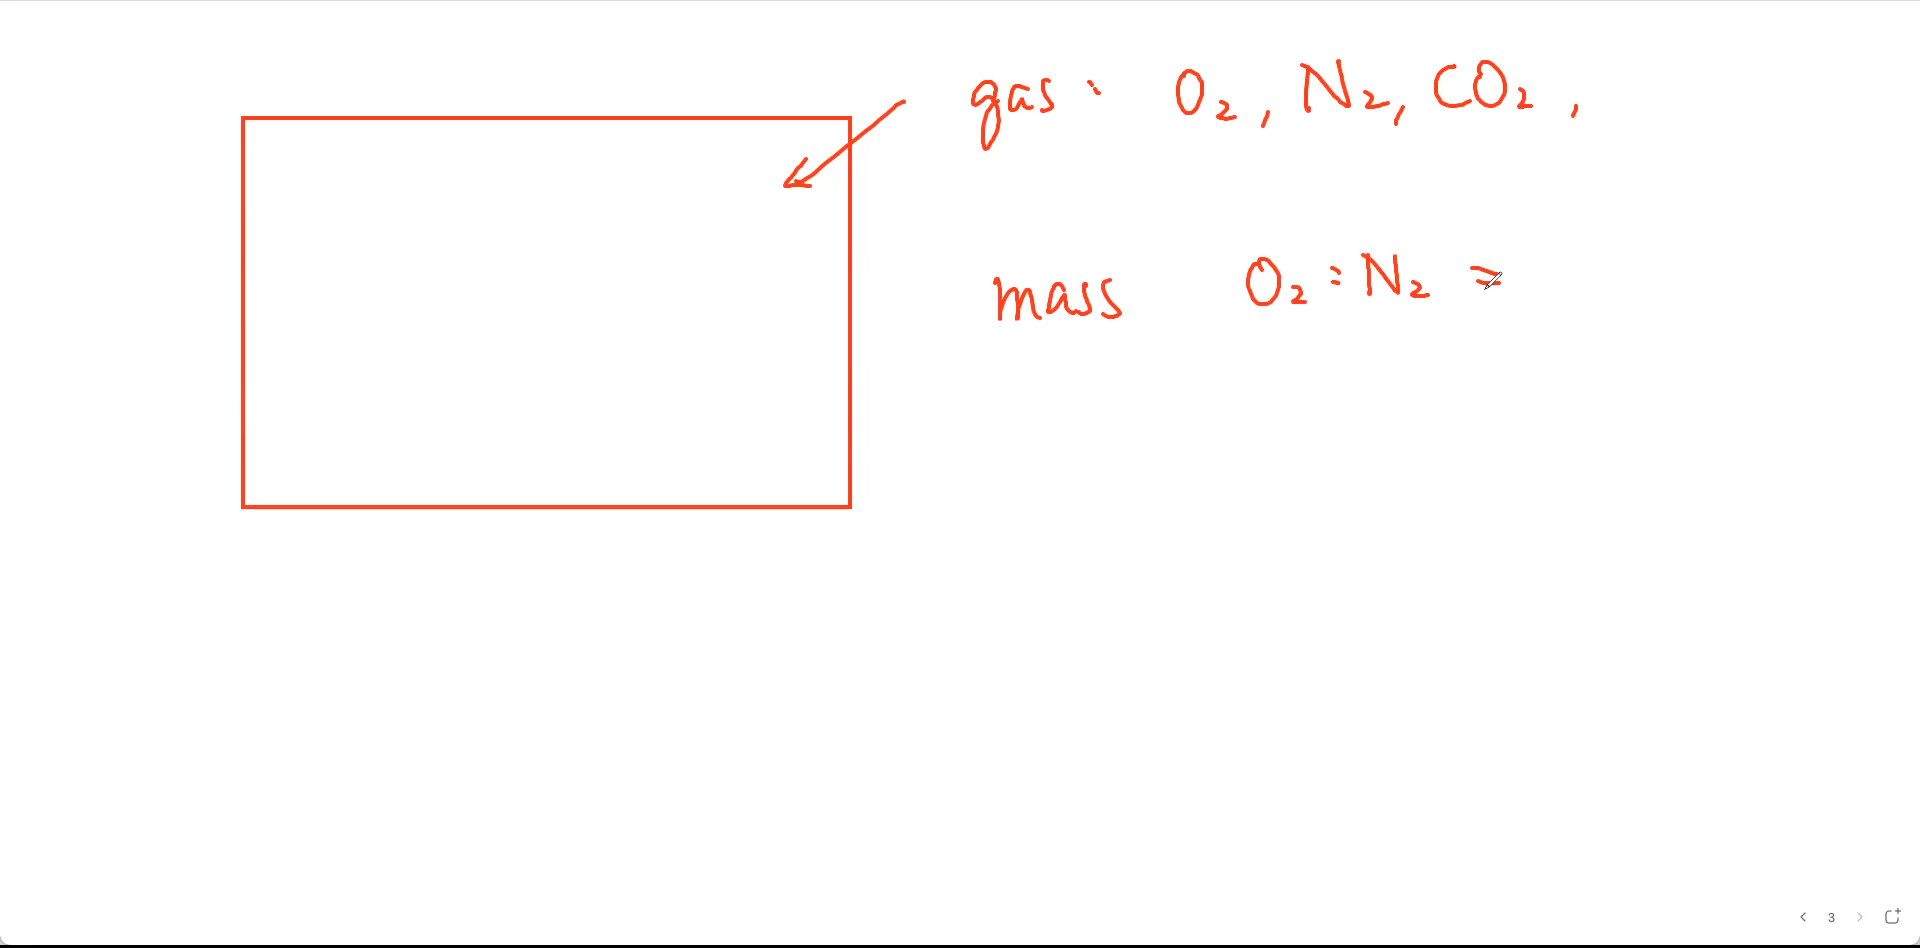 gas : O₂, N₂, CO₂,
mass O₂ : N₂ =
3